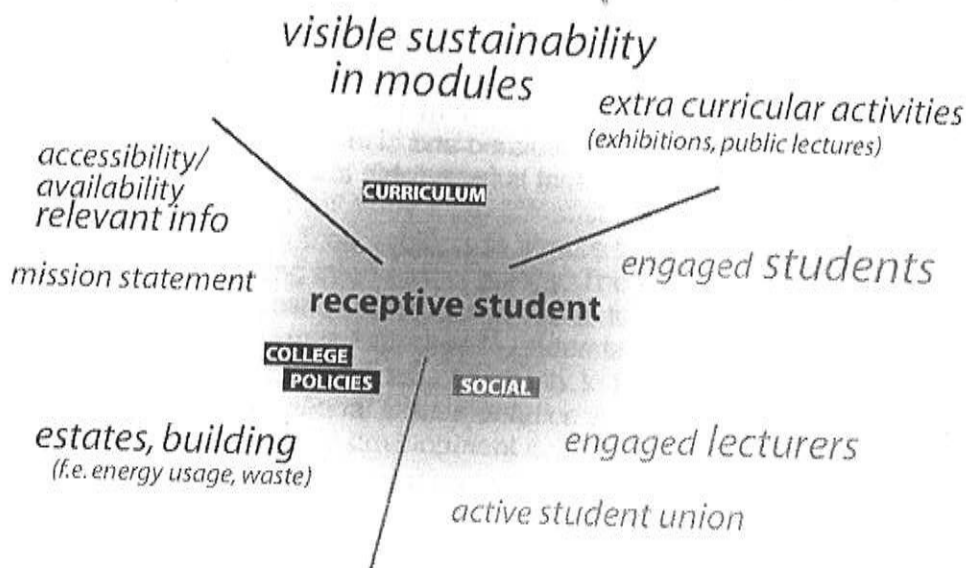 visible sustainability
in modules
extra curricular activities
(exhibitions, public lectures)
accessibility/
availability
relevant info
CURRICULUM
mission statement
engaged students
receptive student
COLLEGE
POLICIES
SOCIAL
estates, building
(f.e. energy usage, waste)
engaged lecturers
active student union